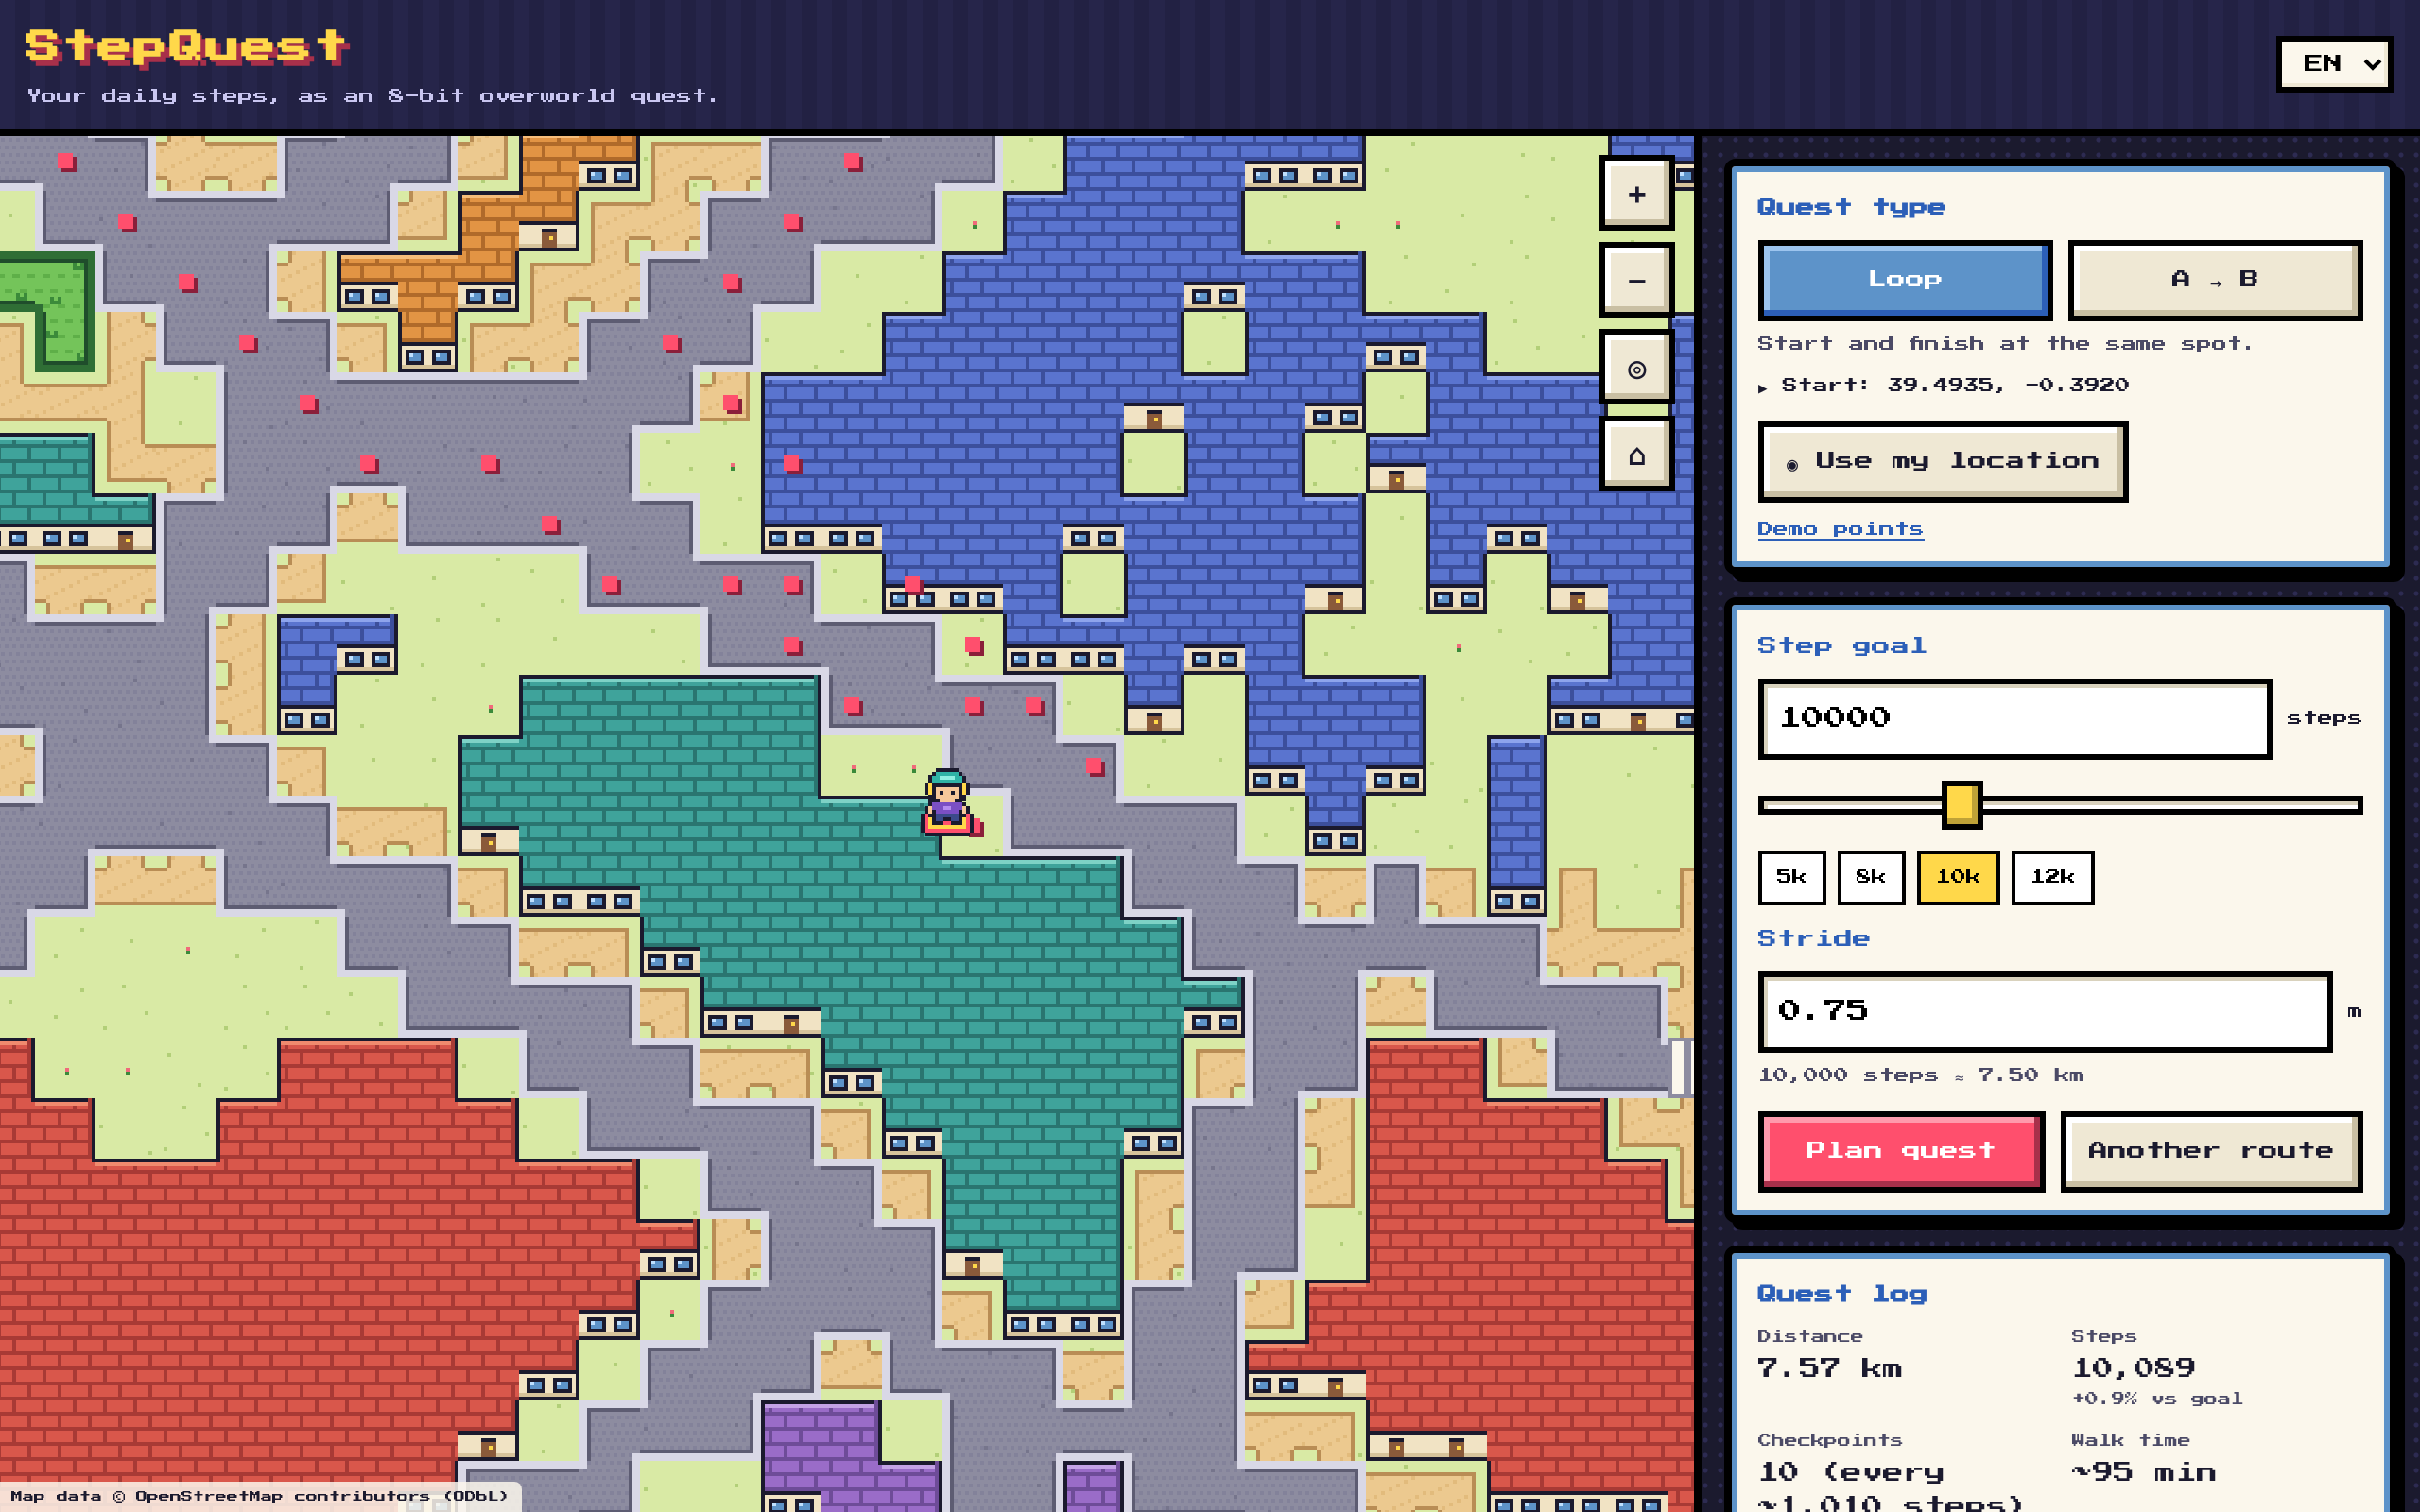 StepQuest
Your daily steps, as an 8-bit overworld quest.
EN
+
−
Quest type
Loop
A → B
Start and finish at the same spot.
▸ Start: 39.4935, -0.3920
◉ Use my location
Demo points
Step goal
10000 steps
5k 8k 10k 12k
Stride
0.75 m
10,000 steps ≈ 7.50 km
Plan quest
Another route
Quest log
Distance
7.57 km
Steps
10,089
+0.9% vs goal
Checkpoints
10 (every
~1,010 steps)
Walk time
~95 min
Map data © OpenStreetMap contributors (ODbL)